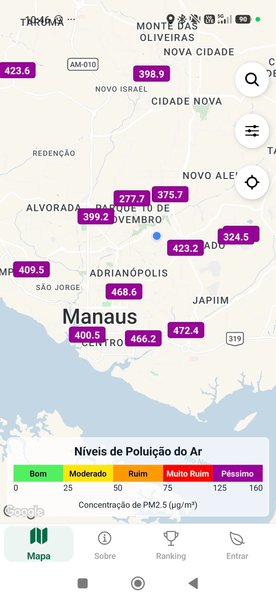 TARUMÃ
MONTE DAS
OLIVEIRAS
5G
90
NOVA CIDADE
423.6
AM-010
398.9
NOVO ISRAEL
CIDADE NOVA
REDENÇÃO
NOVO ALE
277.7
375.7
ALVORADA
PARQUE 10 DE
NOVEMBRO
399.2
423.2
324.5
409.5
ADRIANÓPOLIS
SÃO JORGE
468.6
JAPIIM
Manaus
472.4
400.5
466.2
CENTRO
319
Níveis de Poluição do Ar
Bom Moderado Ruim Muito Ruim Péssimo
0 25 50 75 125 160
Concentração de PM2.5 (µg/m³)
Google
Mapa Sobre Ranking Entrar